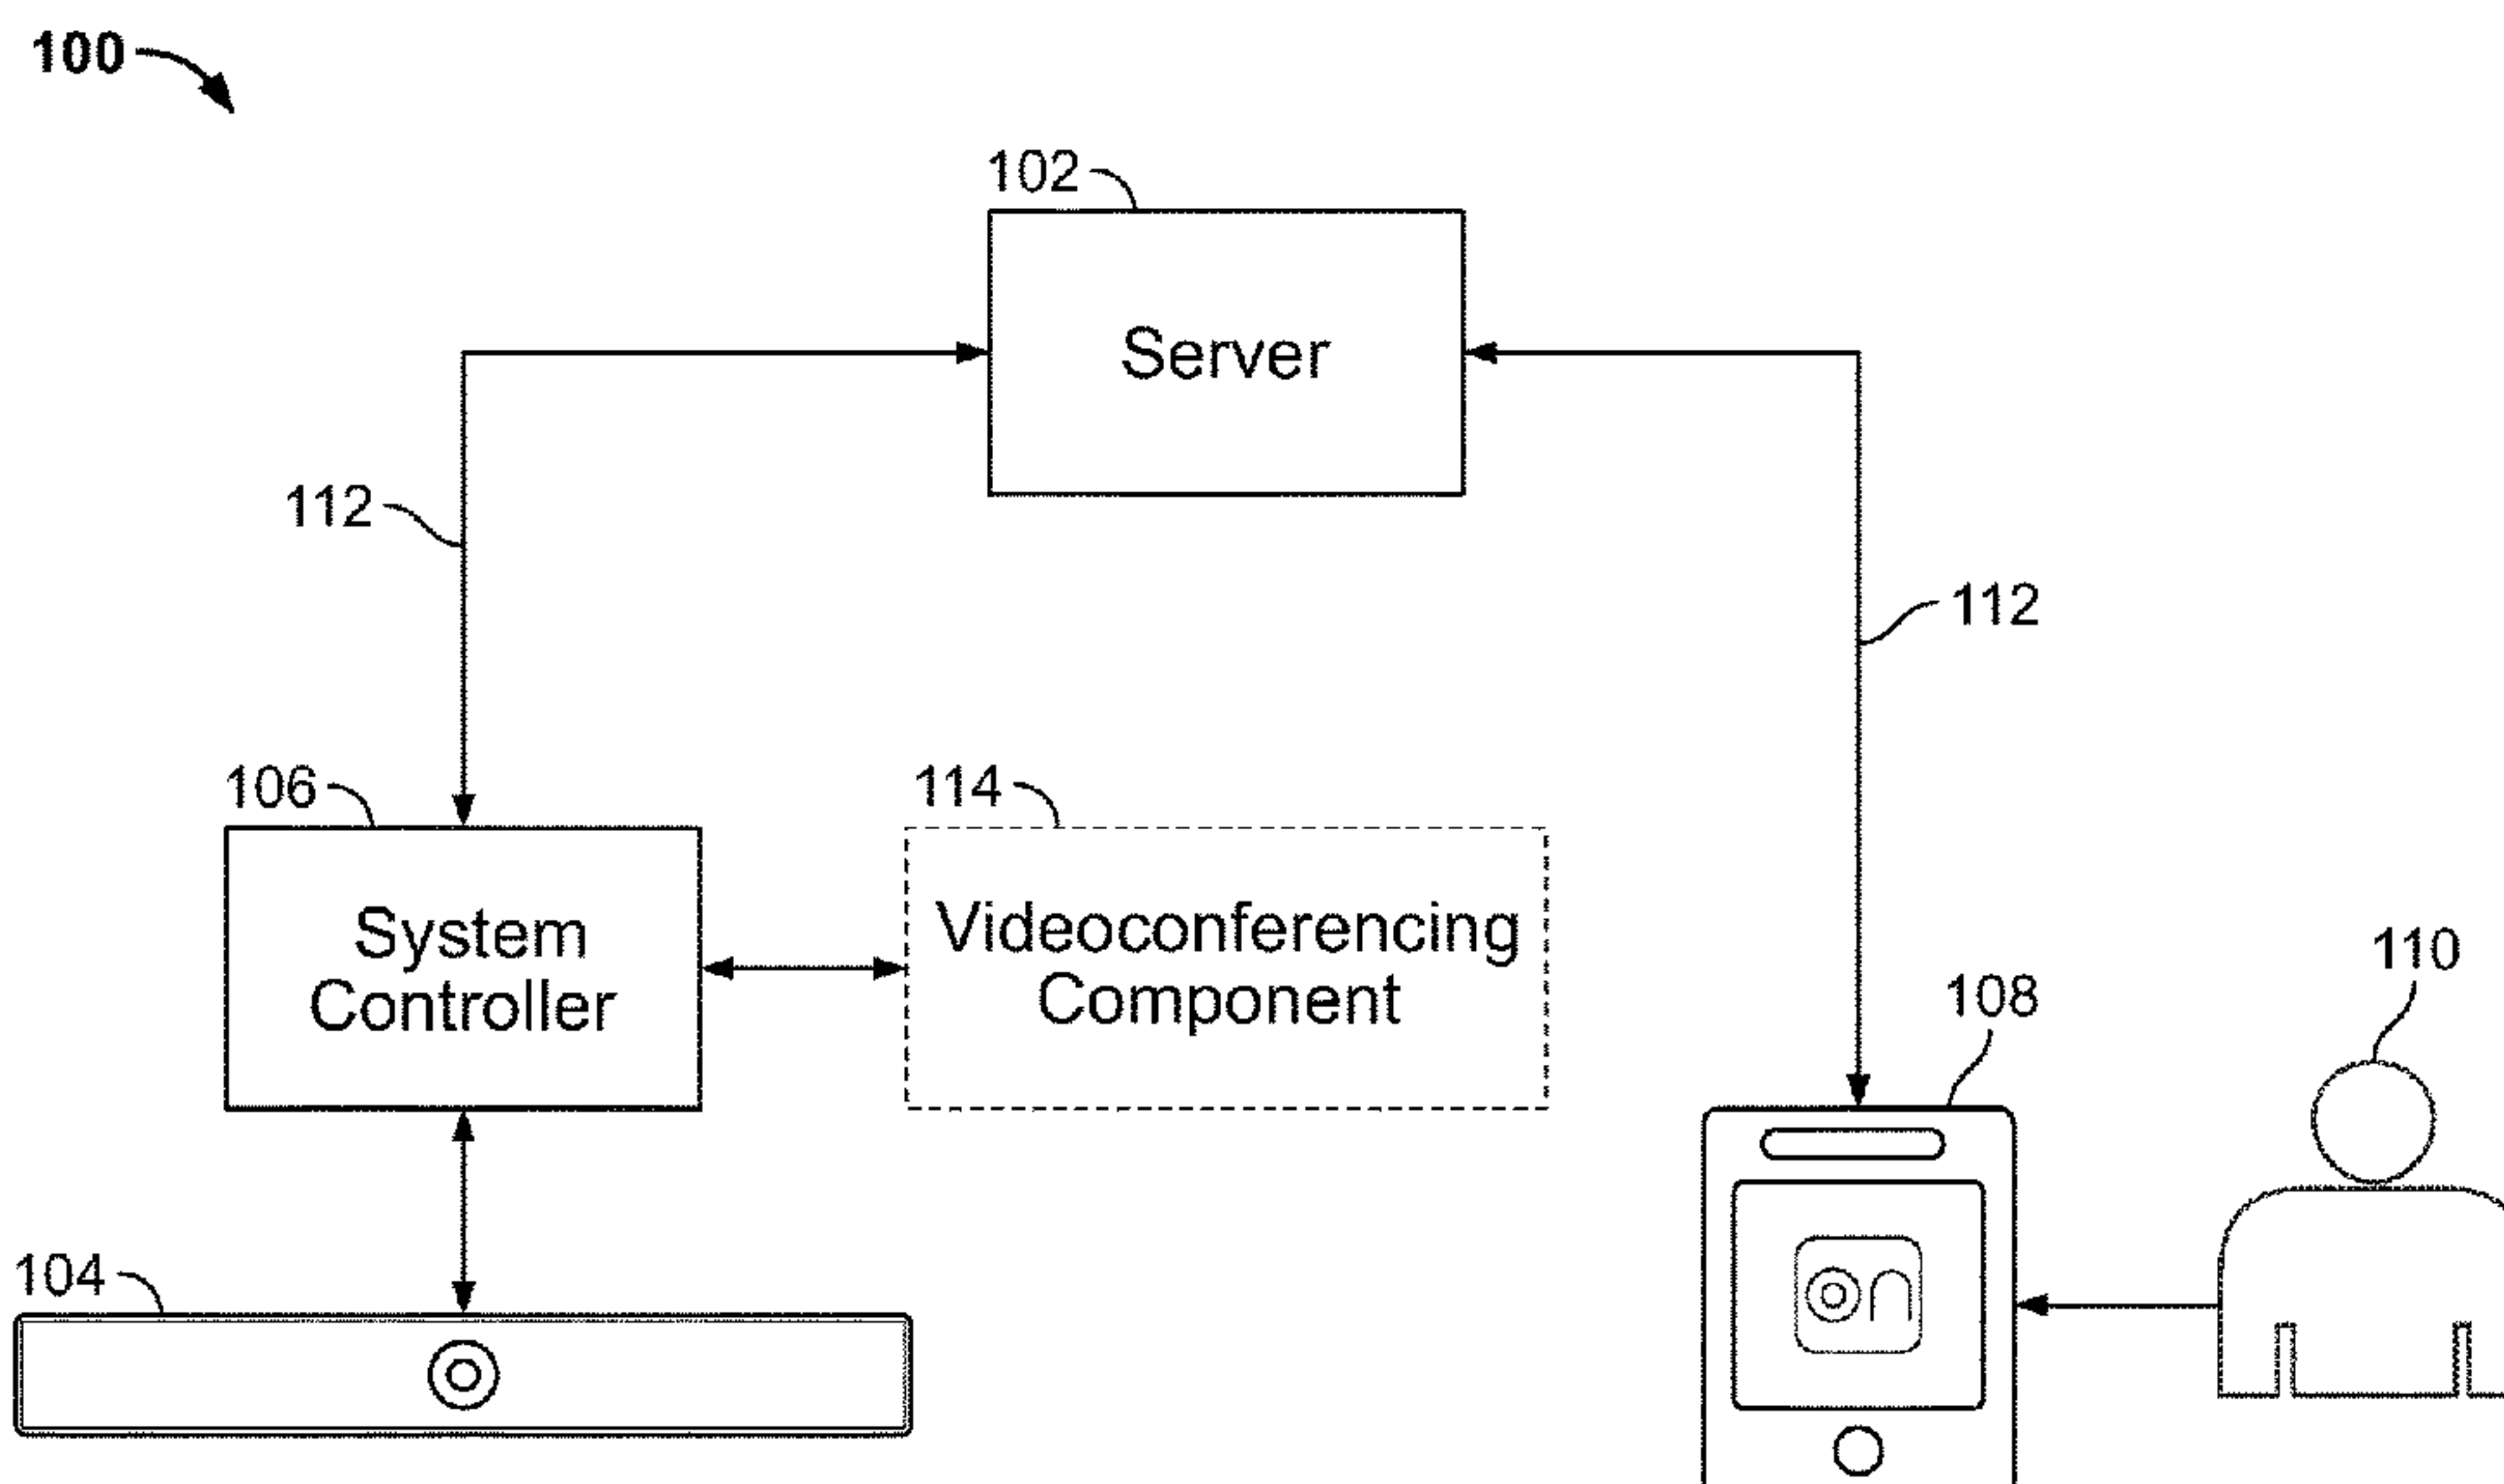 100
102
Server
112
112
106
114
System
Controller
Videoconferencing
Component
110
108
104